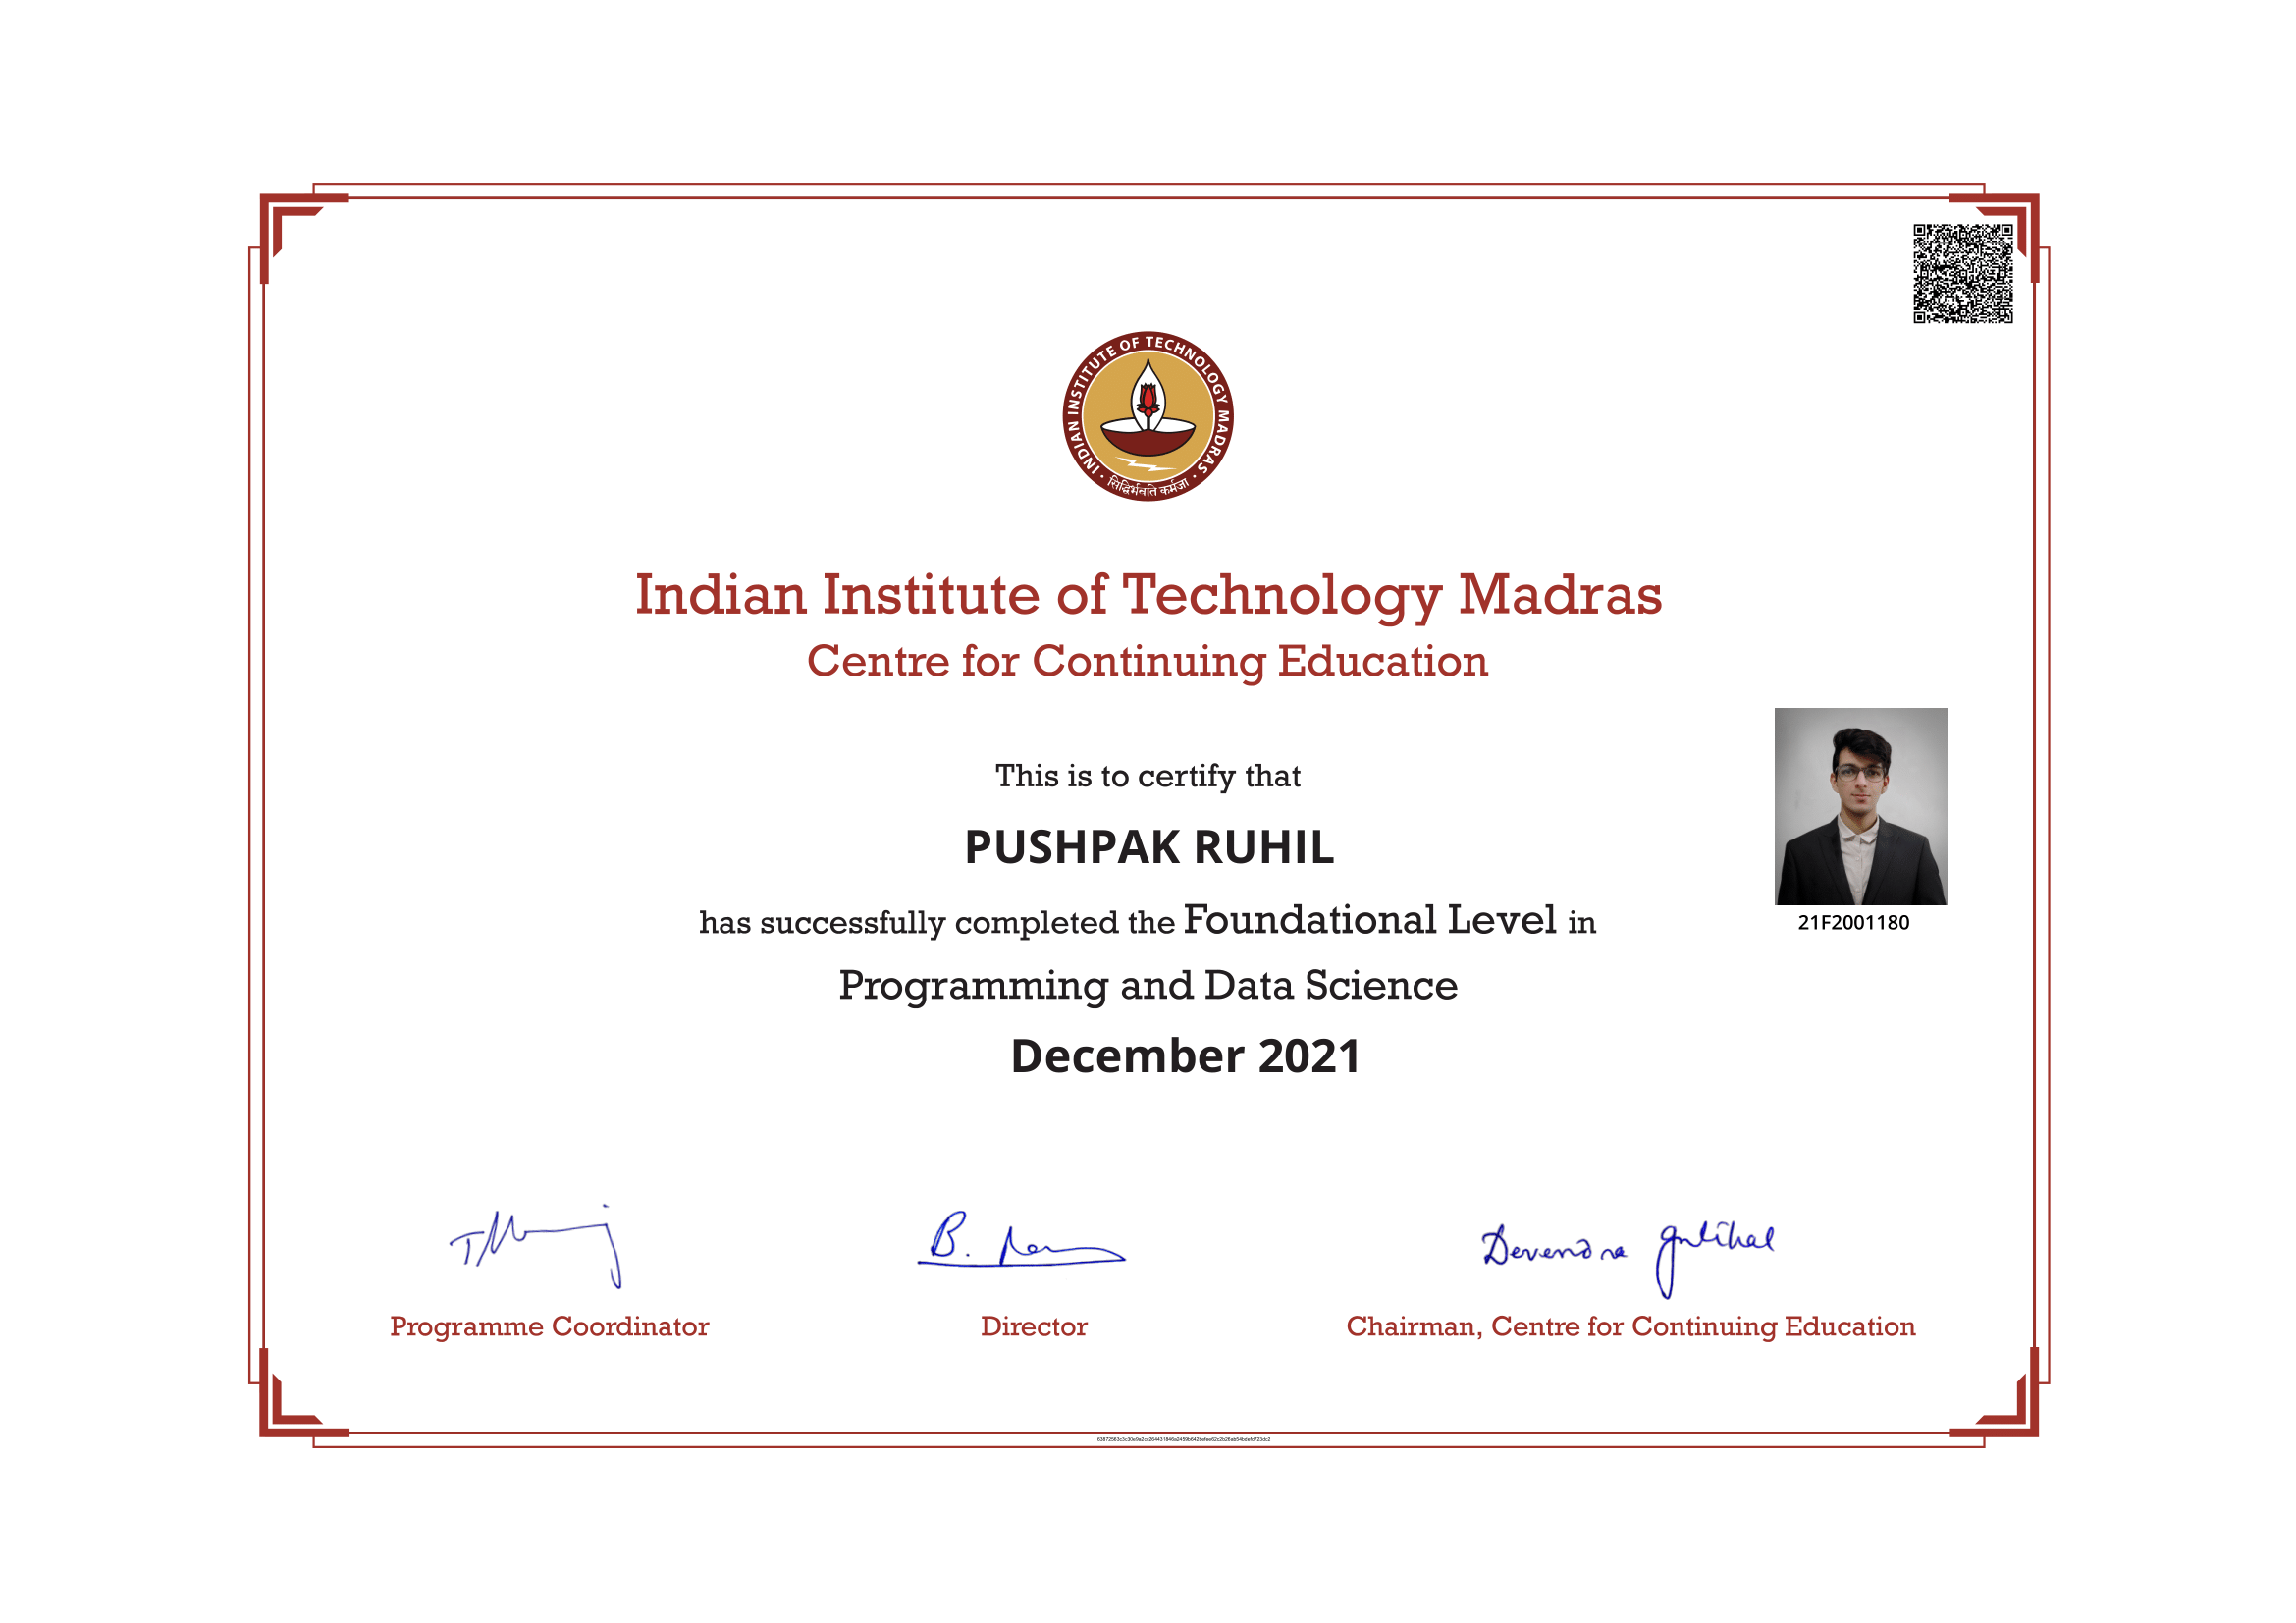 INDIAN INSTITUTE OF TECHNOLOGY MADRAS
सिद्धिर्भवति कर्मजा
Indian Institute of Technology Madras
Centre for Continuing Education
This is to certify that
PUSHPAK RUHIL
has successfully completed the Foundational Level in
21F2001180
Programming and Data Science
December 2021
B.
Devendra
Programme Coordinator
Director
Chairman, Centre for Continuing Education